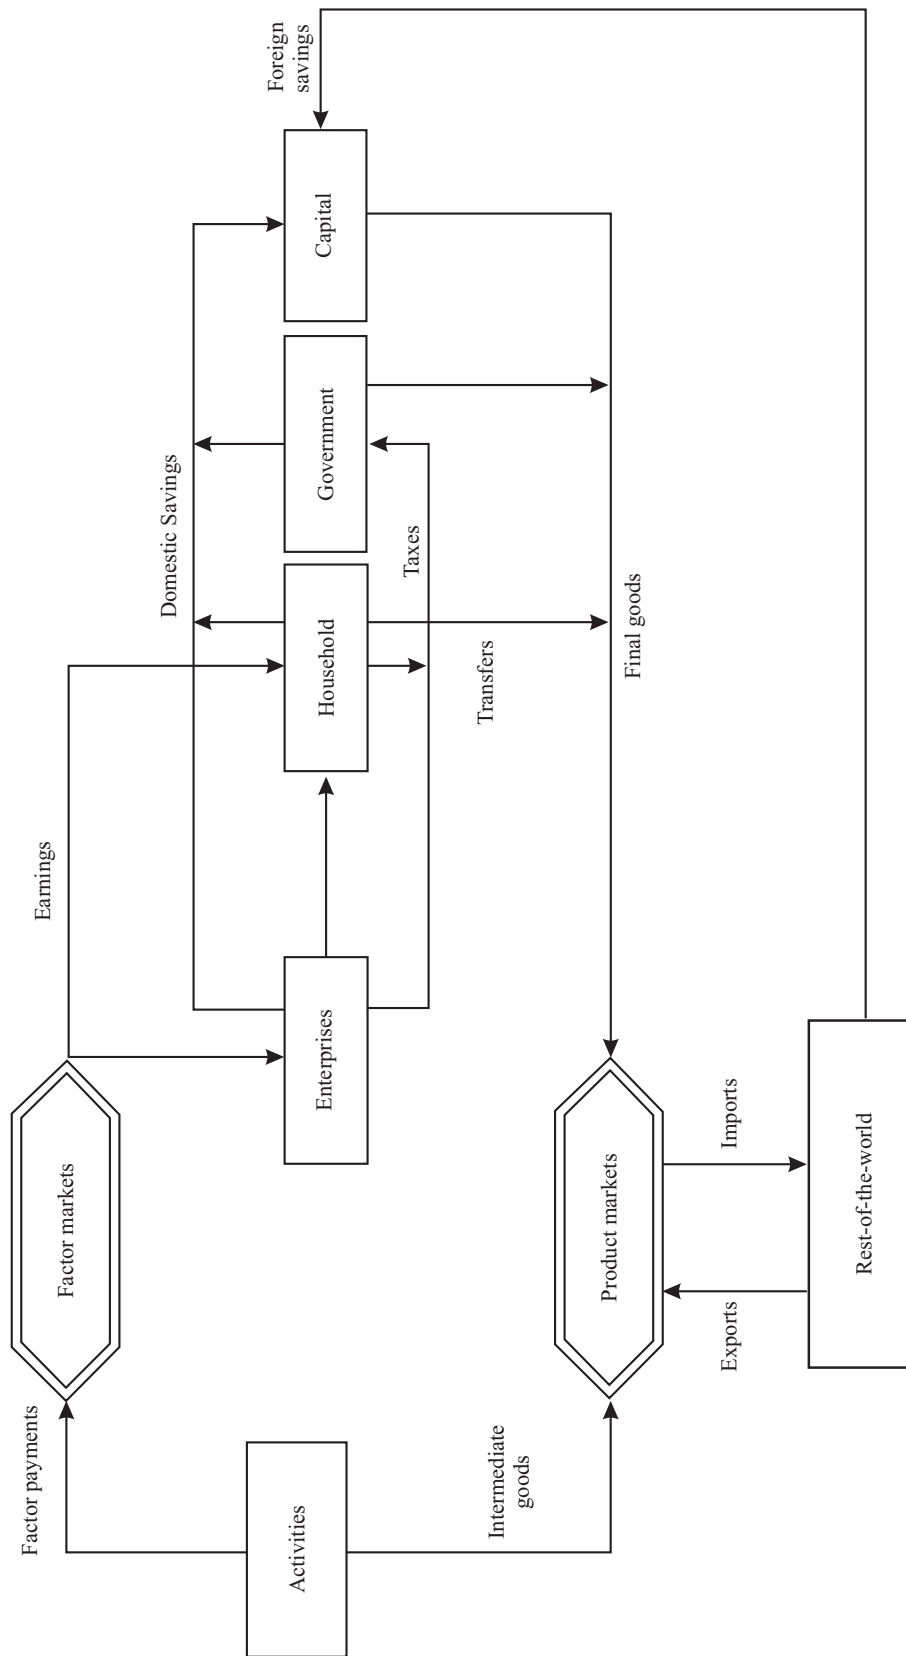 Factor payments
Factor markets
Earnings
Domestic Savings
Foreign
savings
Activities
Enterprises
Household
Government
Capital
Taxes
Transfers
Intermediate
goods
Product markets
Final goods
Exports
Imports
Rest-of-the-world